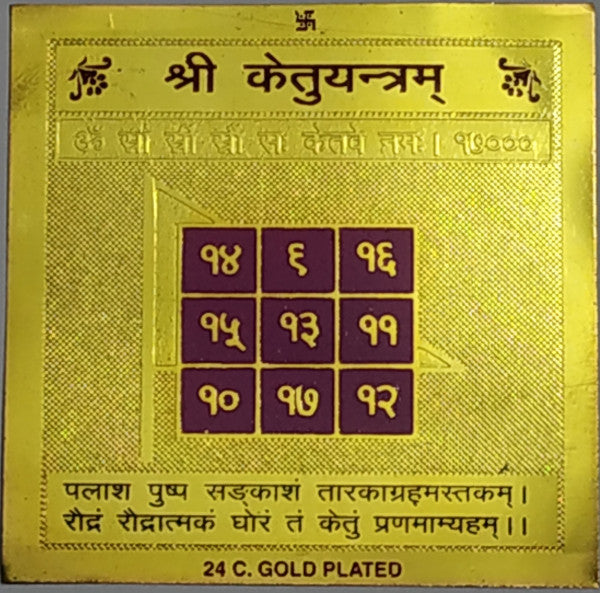 श्री केतुयन्त्रम्
ॐ स्रां स्रीं स्रौं सः केतवे नमः। १७०००
१४ ९ १६
१५ १३ ११
१० १७ १२
पलाश पुष्प सङ्काशं तारकाग्रहमस्तकम्।
रौद्रं रौद्रात्मकं घोरं तं केतुं प्रणमाम्यहम्।।
24 C. GOLD PLATED